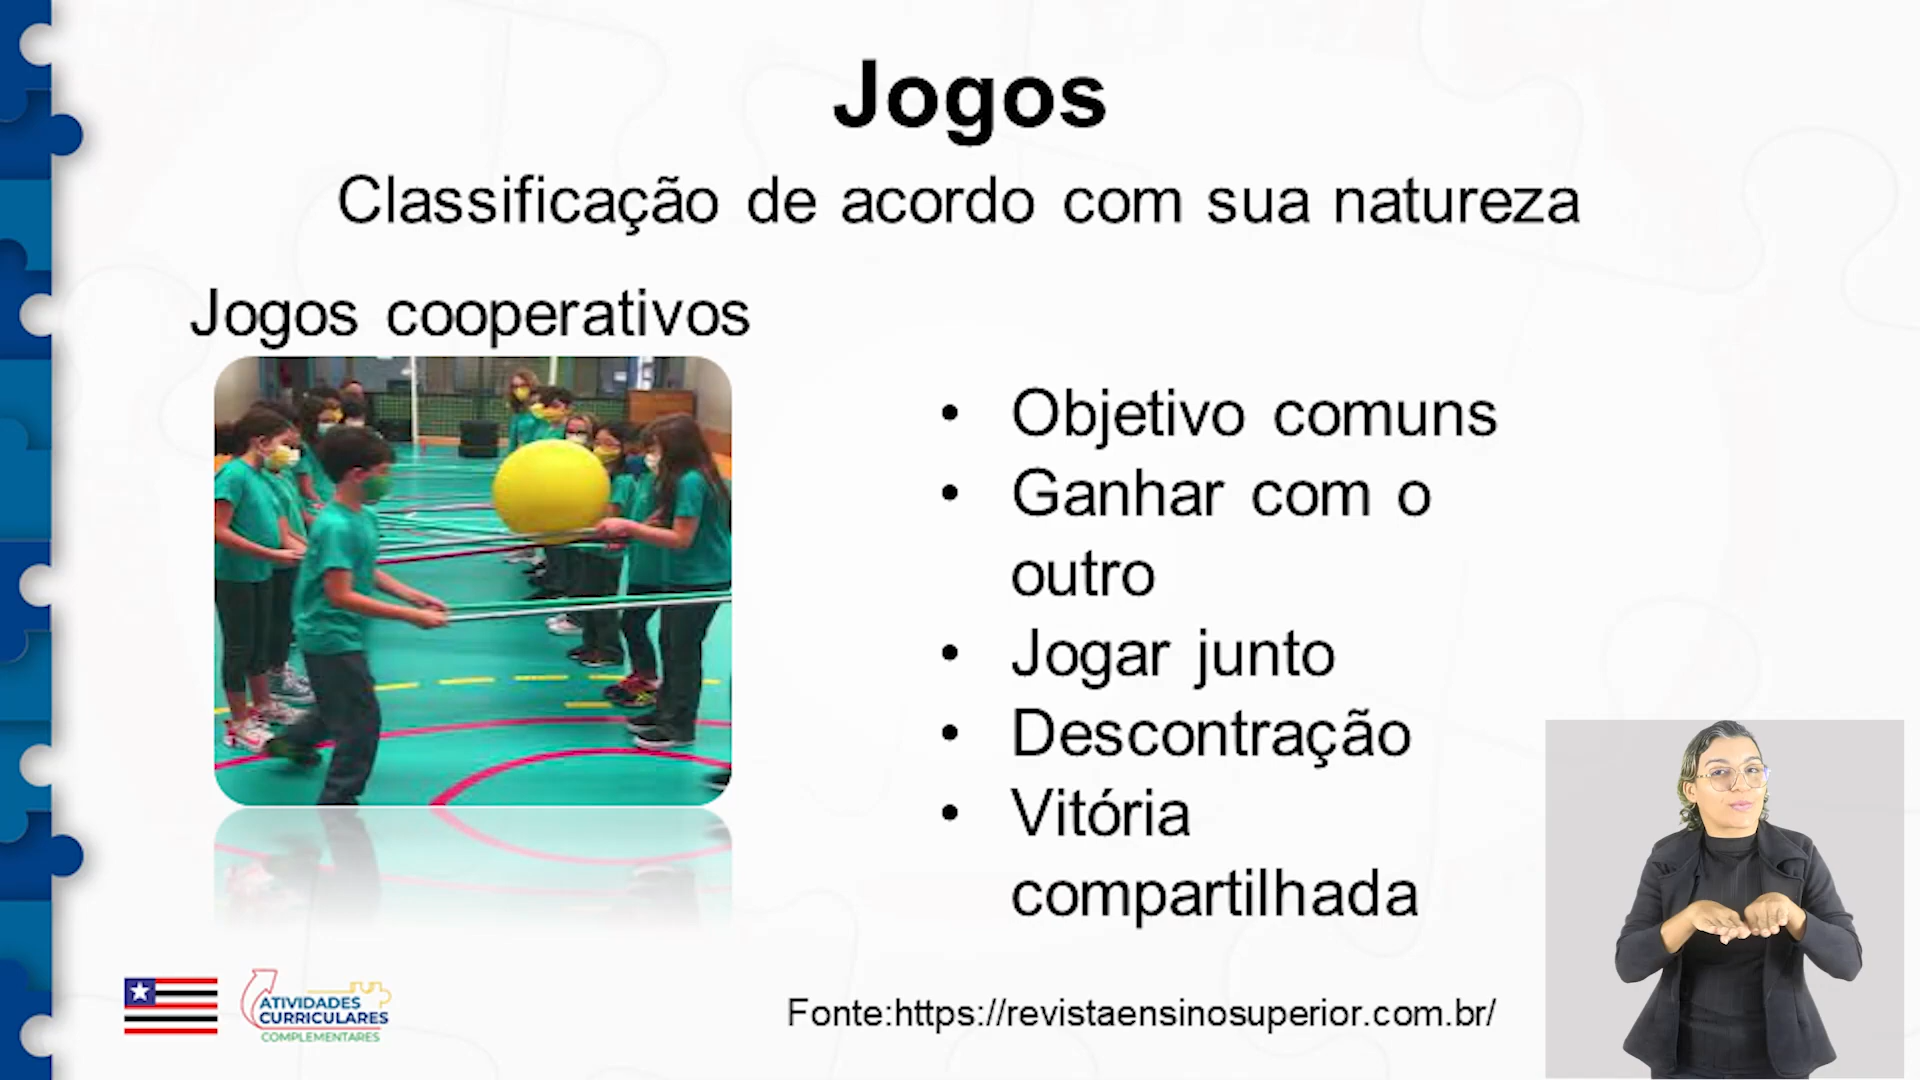 Jogos
Classificação de acordo com sua natureza
Jogos cooperativos
• Objetivo comuns
• Ganhar com o
outro
• Jogar junto
• Descontração
• Vitória
compartilhada
ATIVIDADES
CURRICULARES
COMPLEMENTARES
Fonte:https://revistaensinosuperior.com.br/